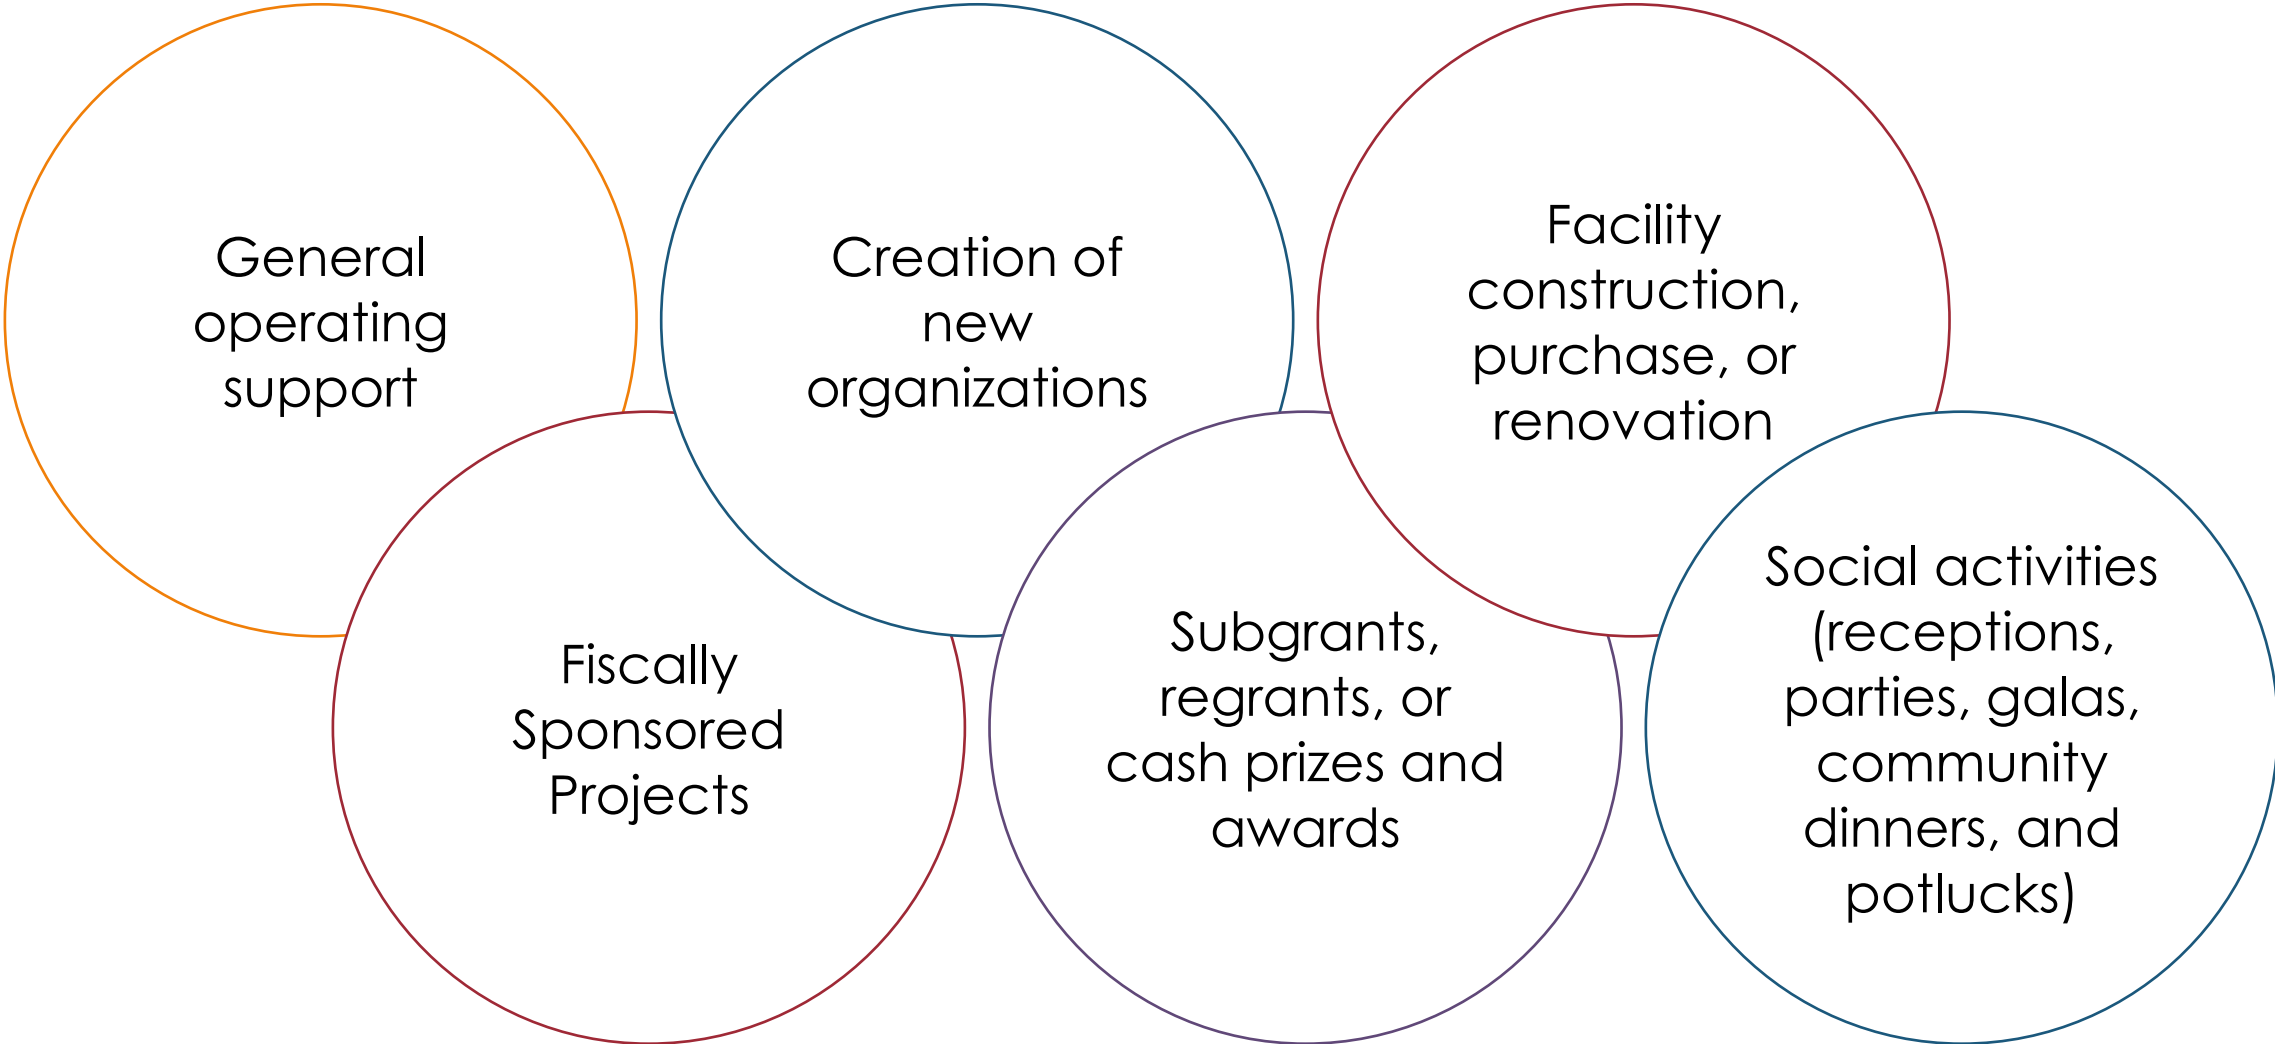 General
operating
support
Fiscally
Sponsored
Projects
Creation of
new
organizations
Subgrants,
regrants, or
cash prizes and
awards
Facility
construction,
purchase, or
renovation
Social activities
(receptions,
parties, galas,
community
dinners, and
potlucks)